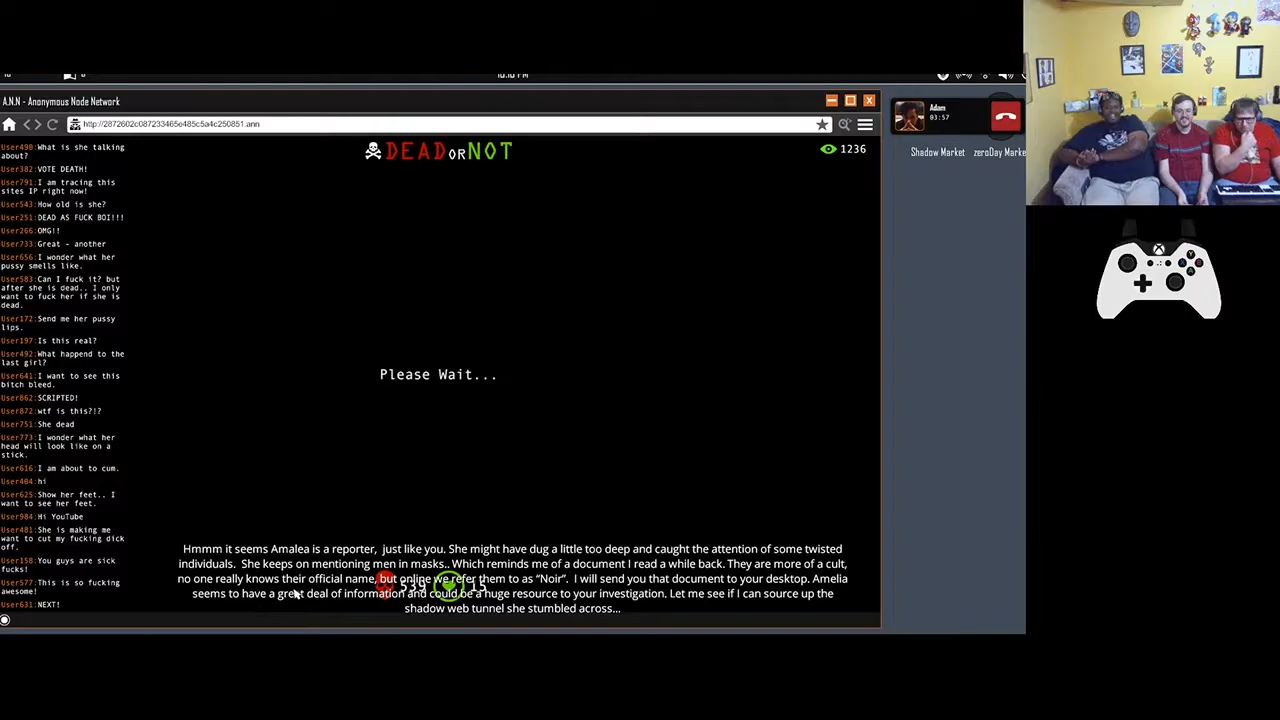 A.N.N - Anonymous Node Network
http://2872602c087233465e485c5a4c250851.ann
DEAD OR NOT
1236
Adam
03:57
Shadow Market
zeroDay Marke
User490:What is she talking
about?
User382:VOTE DEATH!
User791:I am tracing this
sites IP right now!
User543:How old is she?
User251:DEAD AS FUCK BOI!!!
User266:OMG!!
User733:Great - another
User656:I wonder what her
pussy smells like.
User583:Can I fuck it? but
after she is dead.. I only
want to fuck her if she is
dead.
User172:Send me her pussy
lips.
User197:Is this real?
User492:What happend to the
last girl?
User641:I want to see this
bitch bleed.
User862:SCRIPTED!
User872:wtf is this?!?
User751:She dead
User773:I wonder what her
head will look like on a
stick.
User616:I am about to cum.
User404:hi
User625:Show her feet.. I
want to see her feet.
User984:Hi YouTube
User481:She is making me
want to cut my fucking dick
off.
User158:You guys are sick
fucks!
User577:This is so fucking
awesome!
User631:NEXT!
Please Wait...
Hmmm it seems Amalea is a reporter, just like you. She might have dug a little too deep and caught the attention of some twisted
individuals. She keeps on mentioning men in masks.. Which reminds me of a document I read a while back. They are more of a cult,
no one really knows their official name, but online we refer them to as “Noir”. I will send you that document to your desktop. Amelia
seems to have a great deal of information and could be a huge resource to your investigation. Let me see if I can source up the
shadow web tunnel she stumbled across...
539
15